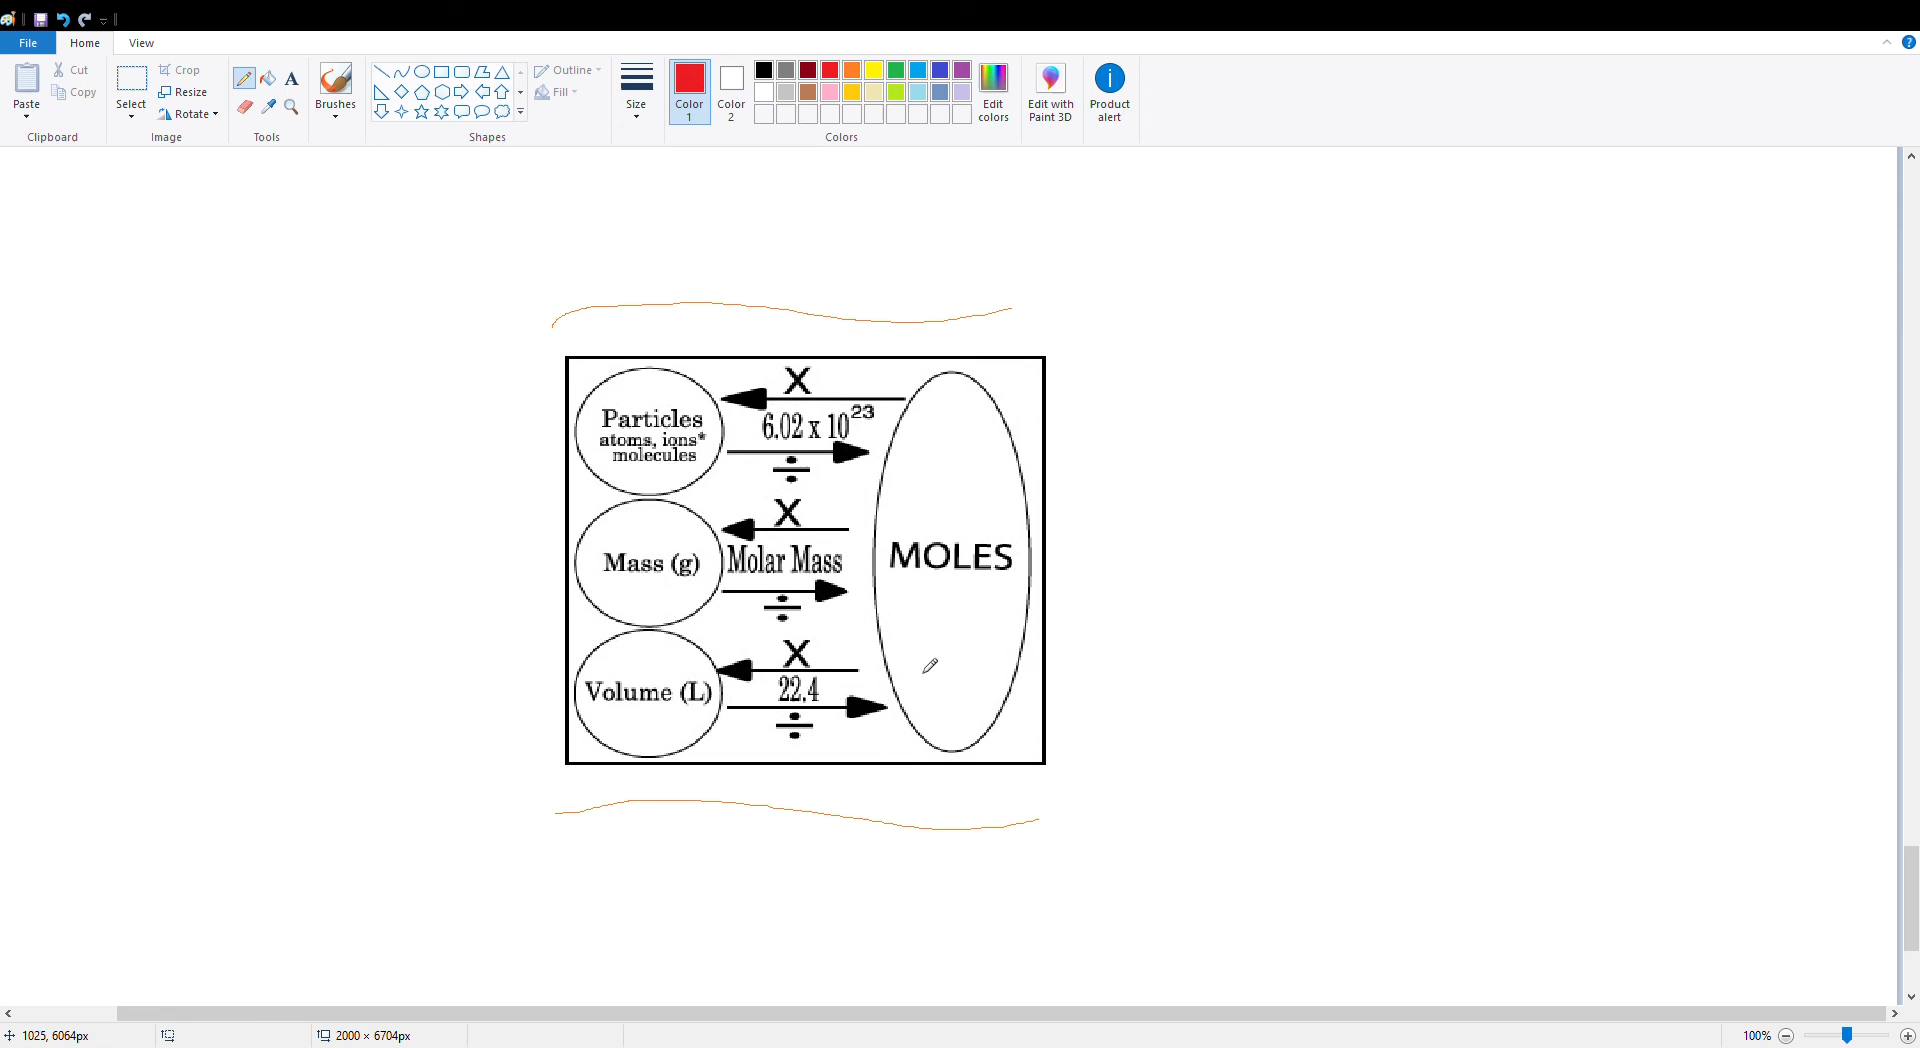 File Home View
Paste
Cut
Copy
Clipboard
Select
Crop
Resize
Rotate
Image
A
Tools
Brushes
Shapes
Outline
Fill
Size
Color 1
Color 2
Edit colors
Colors
Edit with Paint 3D
Product alert
X
Particles
atoms, ions*
molecules
6.02 x 10²³
÷
X
Mass (g) Molar Mass
÷
MOLES
X
Volume (L) 22.4
÷
1025, 6064px 2000 × 6704px 100%